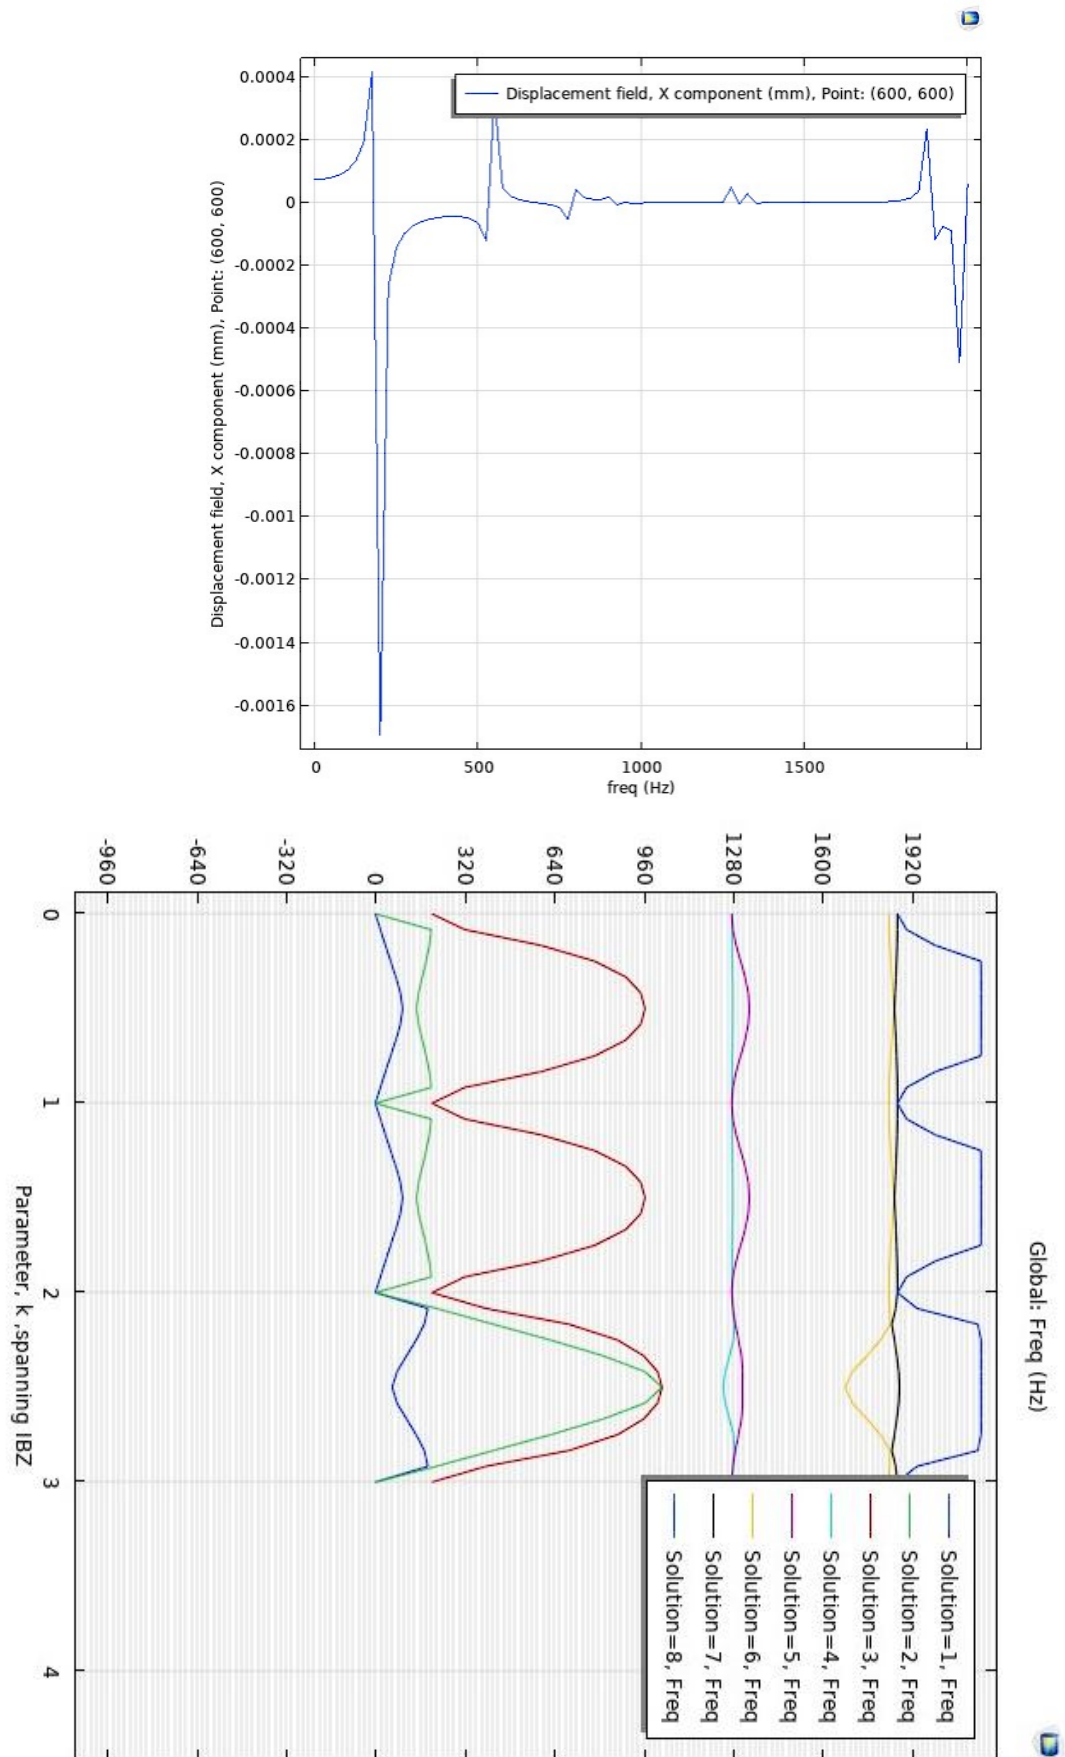 0.0004
0.0002
0
-0.0002
-0.0004
-0.0006
-0.0008
-0.001
-0.0012
-0.0014
-0.0016
Displacement field, X component (mm), Point: (600, 600)
Displacement field, X component (mm), Point: (600, 600)
0 500 1000 1500
freq (Hz)
Global: Freq (Hz)
1920
1600
1280
960
640
320
0
-320
-640
-960
0 1 2 3 4
Parameter, k ,spanning IBZ
Solution=1, Freq
Solution=2, Freq
Solution=3, Freq
Solution=4, Freq
Solution=5, Freq
Solution=6, Freq
Solution=7, Freq
Solution=8, Freq